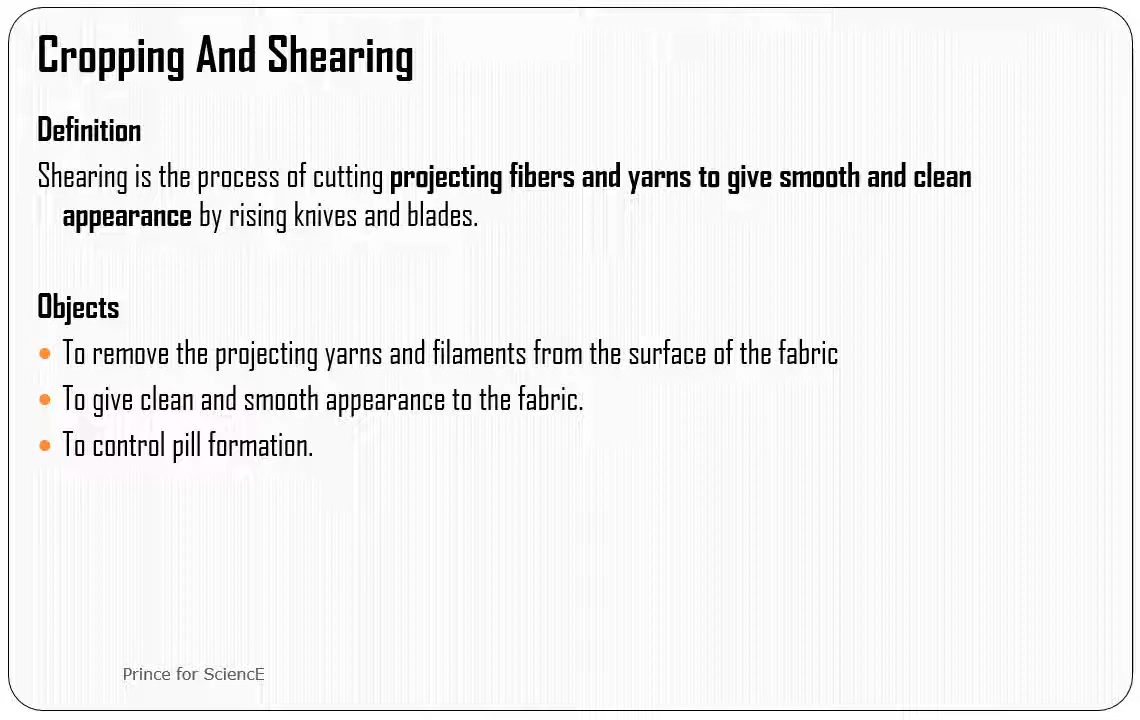 Cropping And Shearing
Definition
Shearing is the process of cutting projecting fibers and yarns to give smooth and clean
appearance by rising knives and blades.
Objects
• To remove the projecting yarns and filaments from the surface of the fabric
• To give clean and smooth appearance to the fabric.
• To control pill formation.
Prince for SciencE